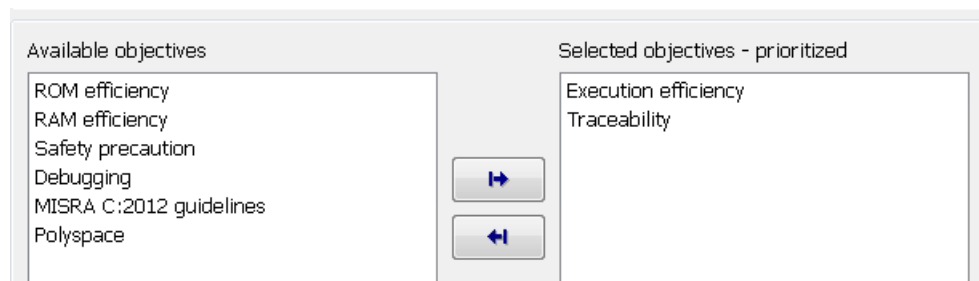 Available objectives
ROM efficiency
RAM efficiency
Safety precaution
Debugging
MISRA C:2012 guidelines
Polyspace
Selected objectives - prioritized
Execution efficiency
Traceability